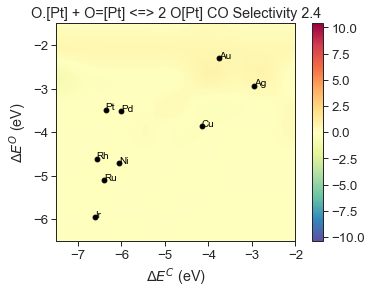 O.[Pt] + O=[Pt] <=> 2 O[Pt] CO Selectivity 2.4
10.0
7.5
5.0
2.5
0.0
−2.5
−5.0
−7.5
−10.0
−2
−3
−4
−5
−6
ΔE^O (eV)
Au
Ag
Pt
Pd
Cu
Rh
Ni
Ru
Ir
−7
−6
−5
−4
−3
−2
ΔE^C (eV)